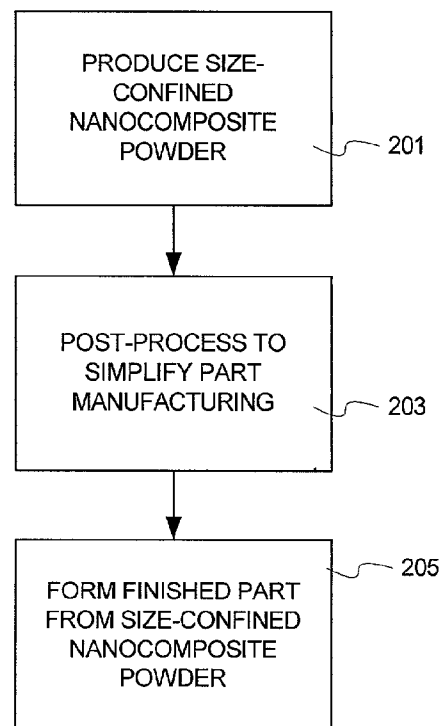 PRODUCE SIZE-
CONFINED
NANOCOMPOSITE
POWDER
201
POST-PROCESS TO
SIMPLIFY PART
MANUFACTURING
203
FORM FINISHED PART
FROM SIZE-CONFINED
NANOCOMPOSITE
POWDER
205